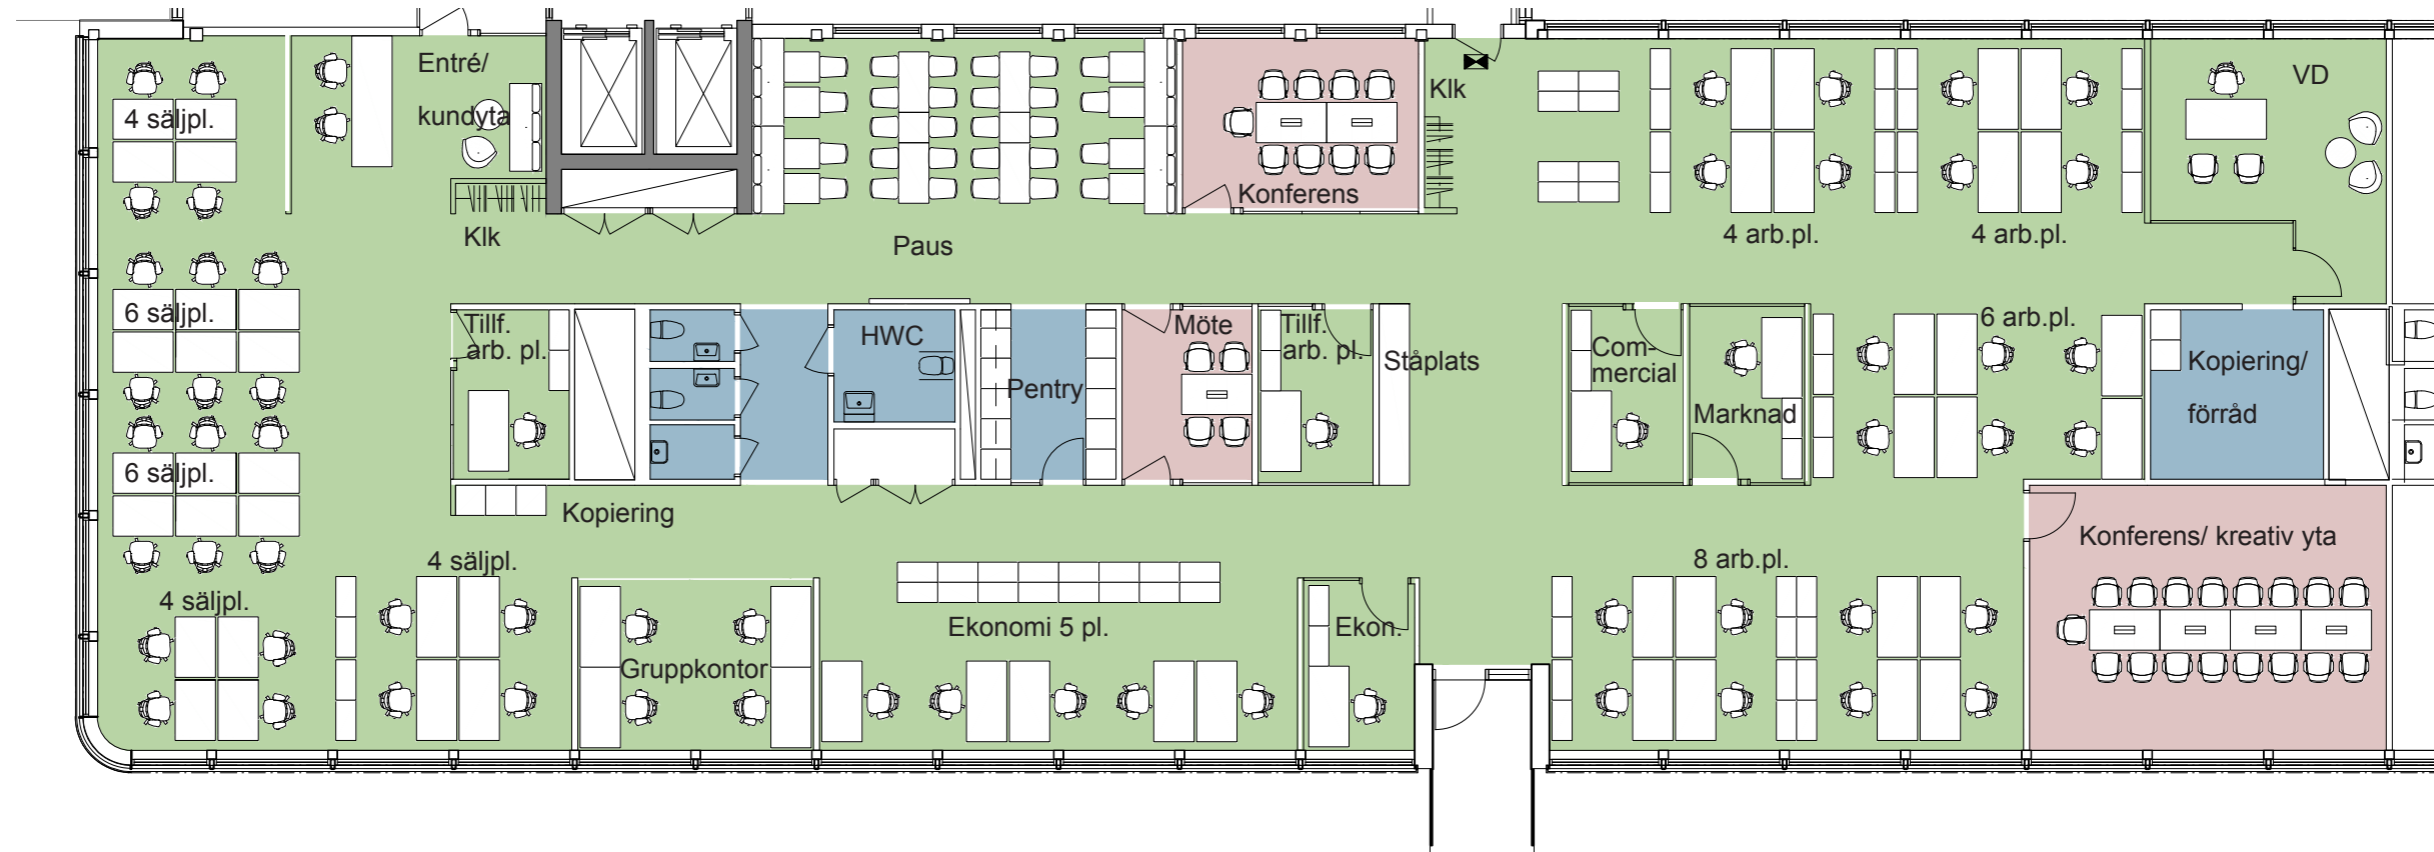 Entré/
kundyta
4 säljpl.
Klk
6 säljpl.
6 säljpl.
4 säljpl.
4 säljpl.
Paus
Konferens
Klk
4 arb.pl.
4 arb.pl.
VD
Tillf.
arb. pl.
HWC
Pentry
Möte
Tillf.
arb. pl.
Ståplats
Com-
mercial
Marknad
6 arb.pl.
Kopiering/
förråd
Kopiering
Gruppkontor
Ekonomi 5 pl.
Ekon.
8 arb.pl.
Konferens/ kreativ yta